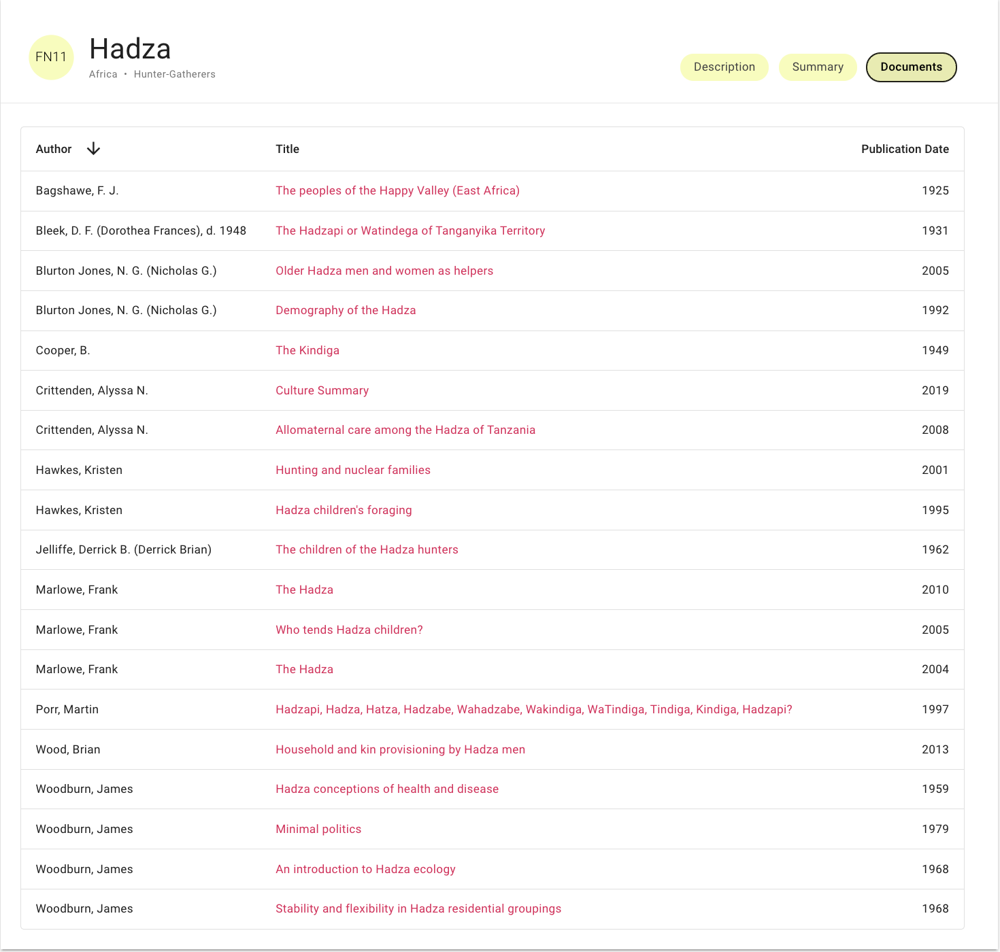 FN11
Hadza
Africa • Hunter-Gatherers
Description Summary Documents
Author Title Publication Date
Bagshawe, F. J. The peoples of the Happy Valley (East Africa) 1925
Bleek, D. F. (Dorothea Frances), d. 1948 The Hadzapi or Watindega of Tanganyika Territory 1931
Blurton Jones, N. G. (Nicholas G.) Older Hadza men and women as helpers 2005
Blurton Jones, N. G. (Nicholas G.) Demography of the Hadza 1992
Cooper, B. The Kindiga 1949
Crittenden, Alyssa N. Culture Summary 2019
Crittenden, Alyssa N. Allomaternal care among the Hadza of Tanzania 2008
Hawkes, Kristen Hunting and nuclear families 2001
Hawkes, Kristen Hadza children's foraging 1995
Jelliffe, Derrick B. (Derrick Brian) The children of the Hadza hunters 1962
Marlowe, Frank The Hadza 2010
Marlowe, Frank Who tends Hadza children? 2005
Marlowe, Frank The Hadza 2004
Porr, Martin Hadzapi, Hadza, Hatza, Hadzabe, Wahadzabe, Wakindiga, WaTindiga, Tindiga, Kindiga, Hadzapi? 1997
Wood, Brian Household and kin provisioning by Hadza men 2013
Woodburn, James Hadza conceptions of health and disease 1959
Woodburn, James Minimal politics 1979
Woodburn, James An introduction to Hadza ecology 1968
Woodburn, James Stability and flexibility in Hadza residential groupings 1968